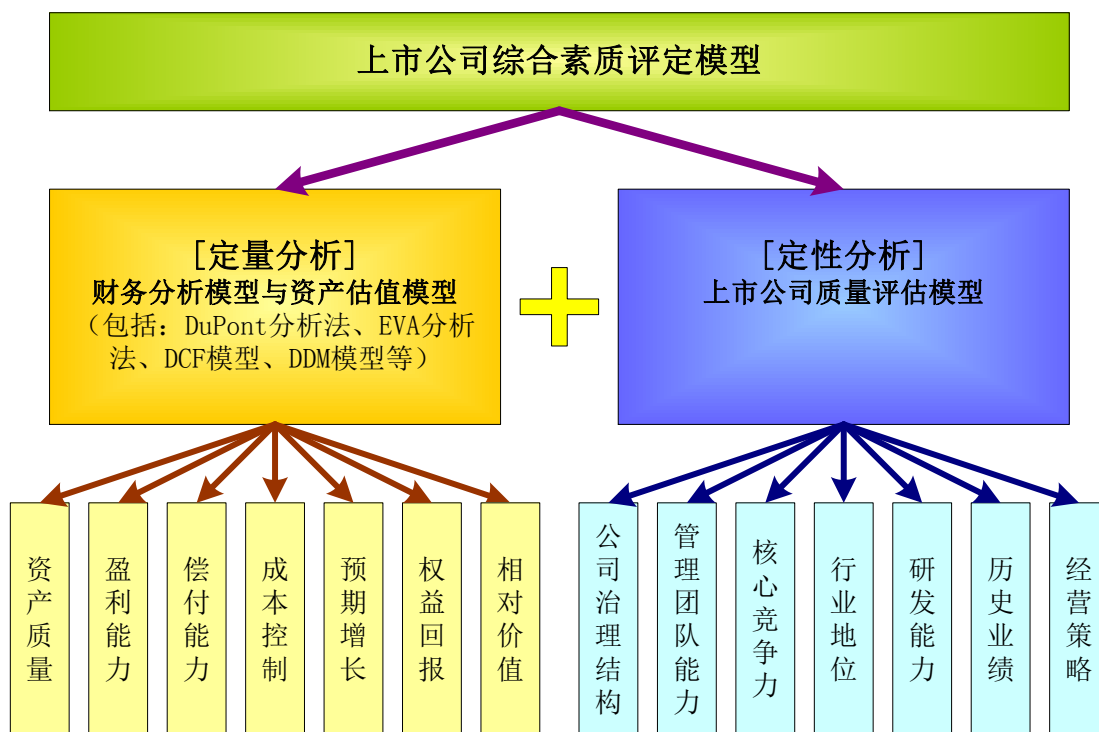 上市公司综合素质评定模型
[定量分析]
财务分析模型与资产估值模型
（包括：DuPont分析法、EVA分析
法、DCF模型、DDM模型等）
[定性分析]
上市公司质量评估模型
资产质量
盈利能力
偿付能力
成本控制
预期增长
权益回报
相对价值
公司治理结构
管理团队能力
核心竞争力
行业地位
研发能力
历史业绩
经营策略